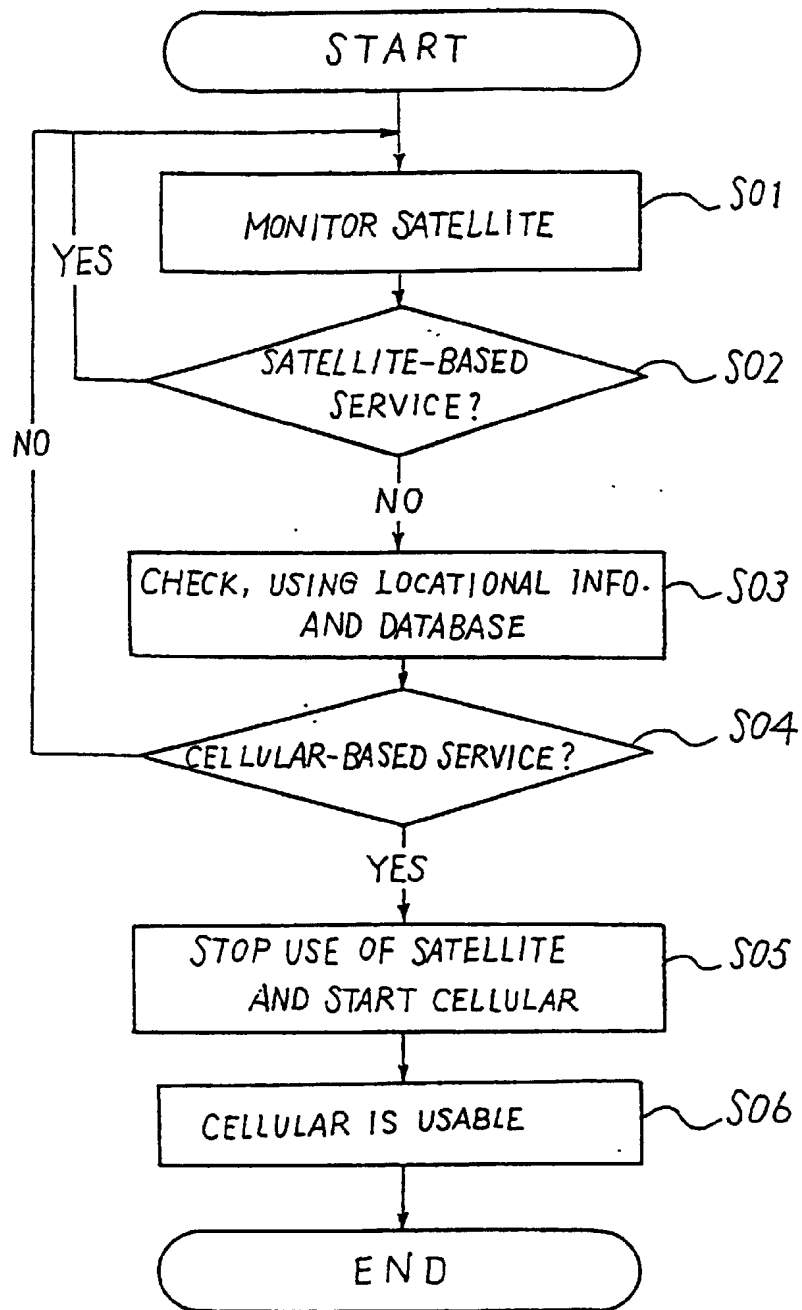 START
MONITOR SATELLITE
S01
YES
SATELLITE-BASED
SERVICE?
S02
NO
NO
CHECK, USING LOCATIONAL INFO.
AND DATABASE
S03
CELLULAR-BASED SERVICE?
S04
YES
STOP USE OF SATELLITE
AND START CELLULAR
S05
CELLULAR IS USABLE
S06
END